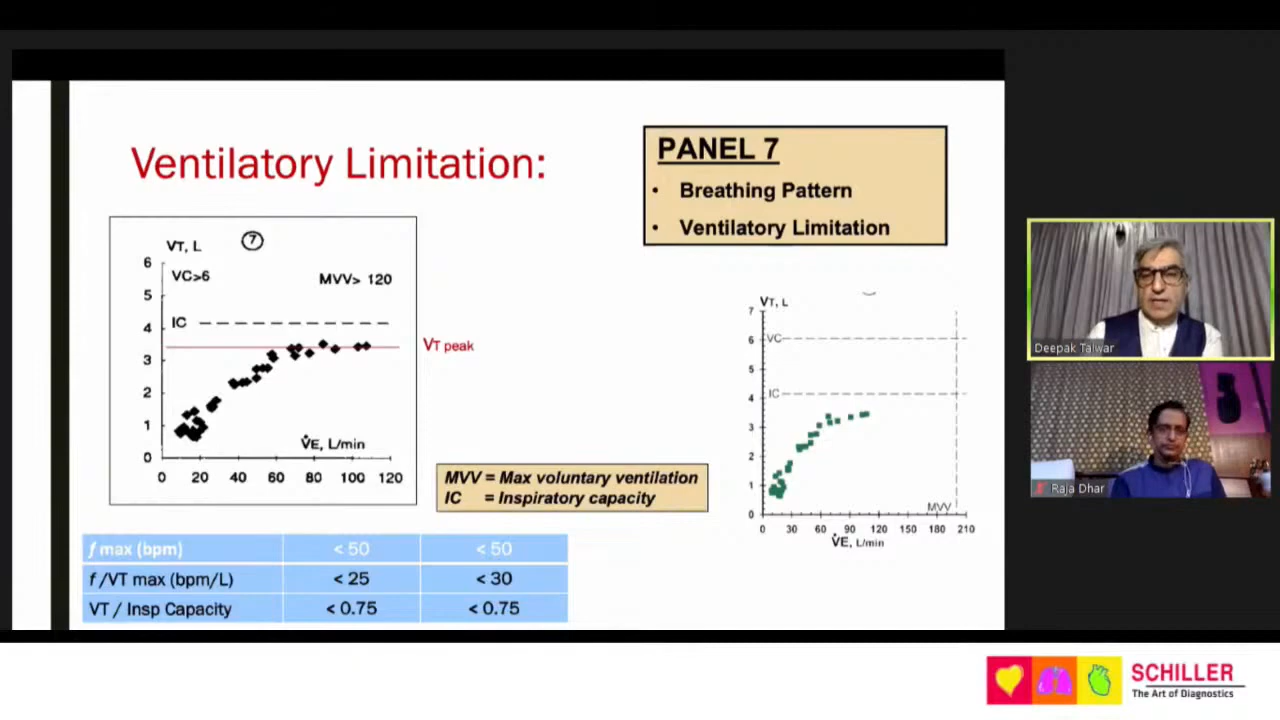 Ventilatory Limitation:
PANEL 7
• Breathing Pattern
• Ventilatory Limitation
VT, L
7
6
VC>6
MVV> 120
5
4
IC
3
2
1
0
V̇E, L/min
0 20 40 60 80 100 120
VT peak
MVV = Max voluntary ventilation
IC = Inspiratory capacity
VT, L
7
6
VC
5
4
IC
3
2
1
0
MVV
0 30 60 90 120 150 180 210
V̇E, L/min
f max (bpm) < 50 < 50
f /VT max (bpm/L) < 25 < 30
VT / Insp Capacity < 0.75 < 0.75
Deepak Talwar
Raja Dhar
SCHILLER
The Art of Diagnostics